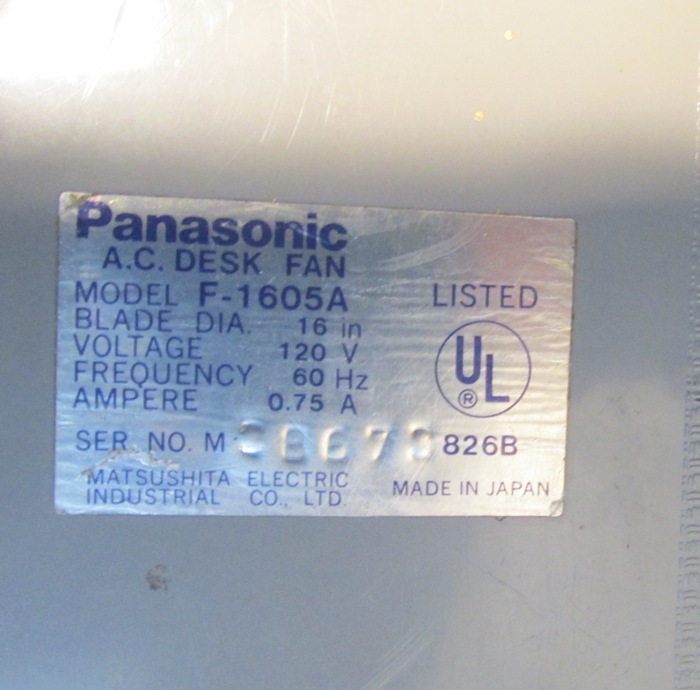 Panasonic
A.C. DESK FAN
MODEL F-1605A
BLADE DIA. 16 in
VOLTAGE 120 V
FREQUENCY 60 Hz
AMPERE 0.75 A
SER. NO. M 826B
MATSUSHITA ELECTRIC
INDUSTRIAL CO., LTD.
LISTED
UL
®
MADE IN JAPAN